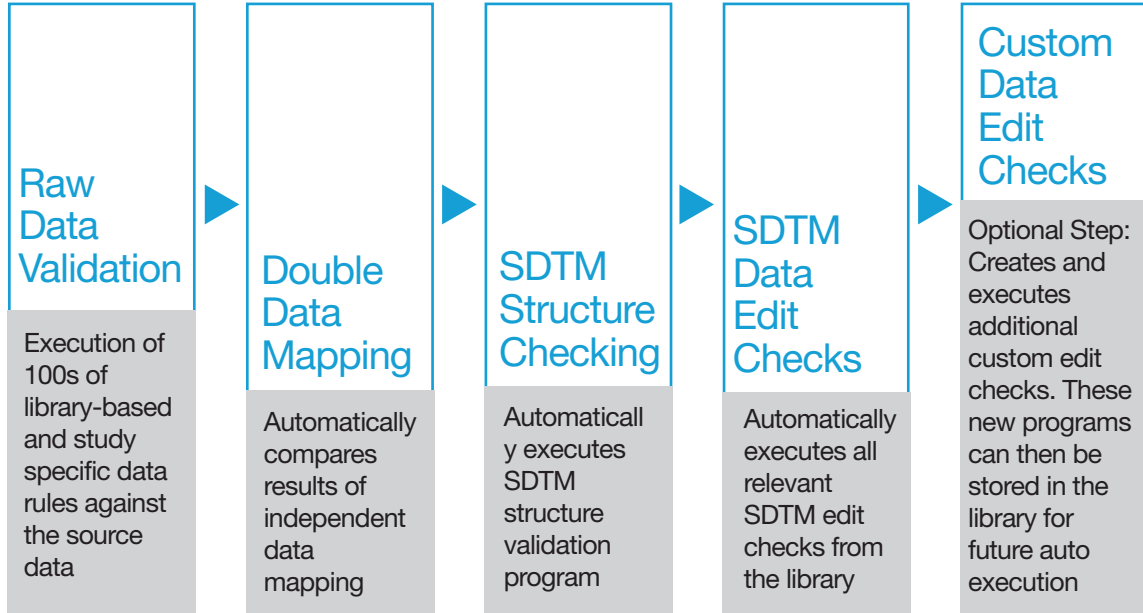 Raw
Data
Validation
Execution of
100s of
library-based
and study
specific data
rules against
the source
data
Double
Data
Mapping
Automatically
compares
results of
independent
data
mapping
SDTM
Structure
Checking
Automaticall
y executes
SDTM
structure
validation
program
SDTM
Data
Edit
Checks
Automatically
executes all
relevant
SDTM edit
checks from
the library
Custom
Data
Edit
Checks
Optional Step:
Creates and
executes
additional
custom edit
checks. These
new programs
can then be
stored in the
library for
future auto
execution